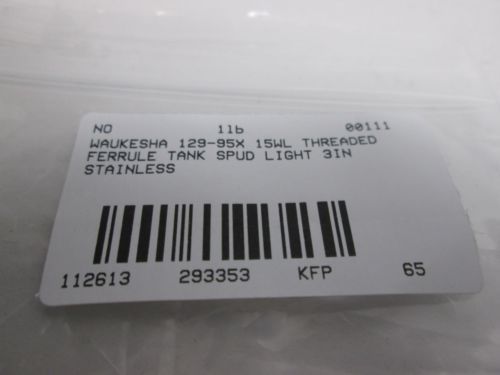 NO 11b 00111
WAUKESHA 129-95X 15WL THREADED
FERRULE TANK SPUD LIGHT 3IN
STAINLESS
112613 293353 KFP 65